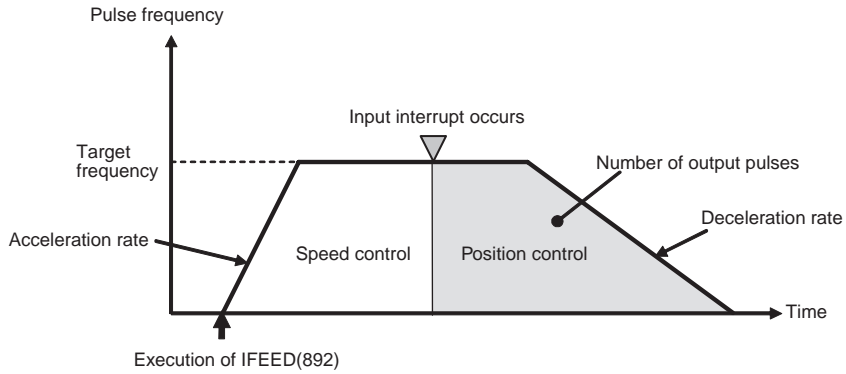 Pulse frequency
Input interrupt occurs
Target
frequency
Number of output pulses
Deceleration rate
Acceleration rate
Speed control
Position control
Time
Execution of IFEED(892)